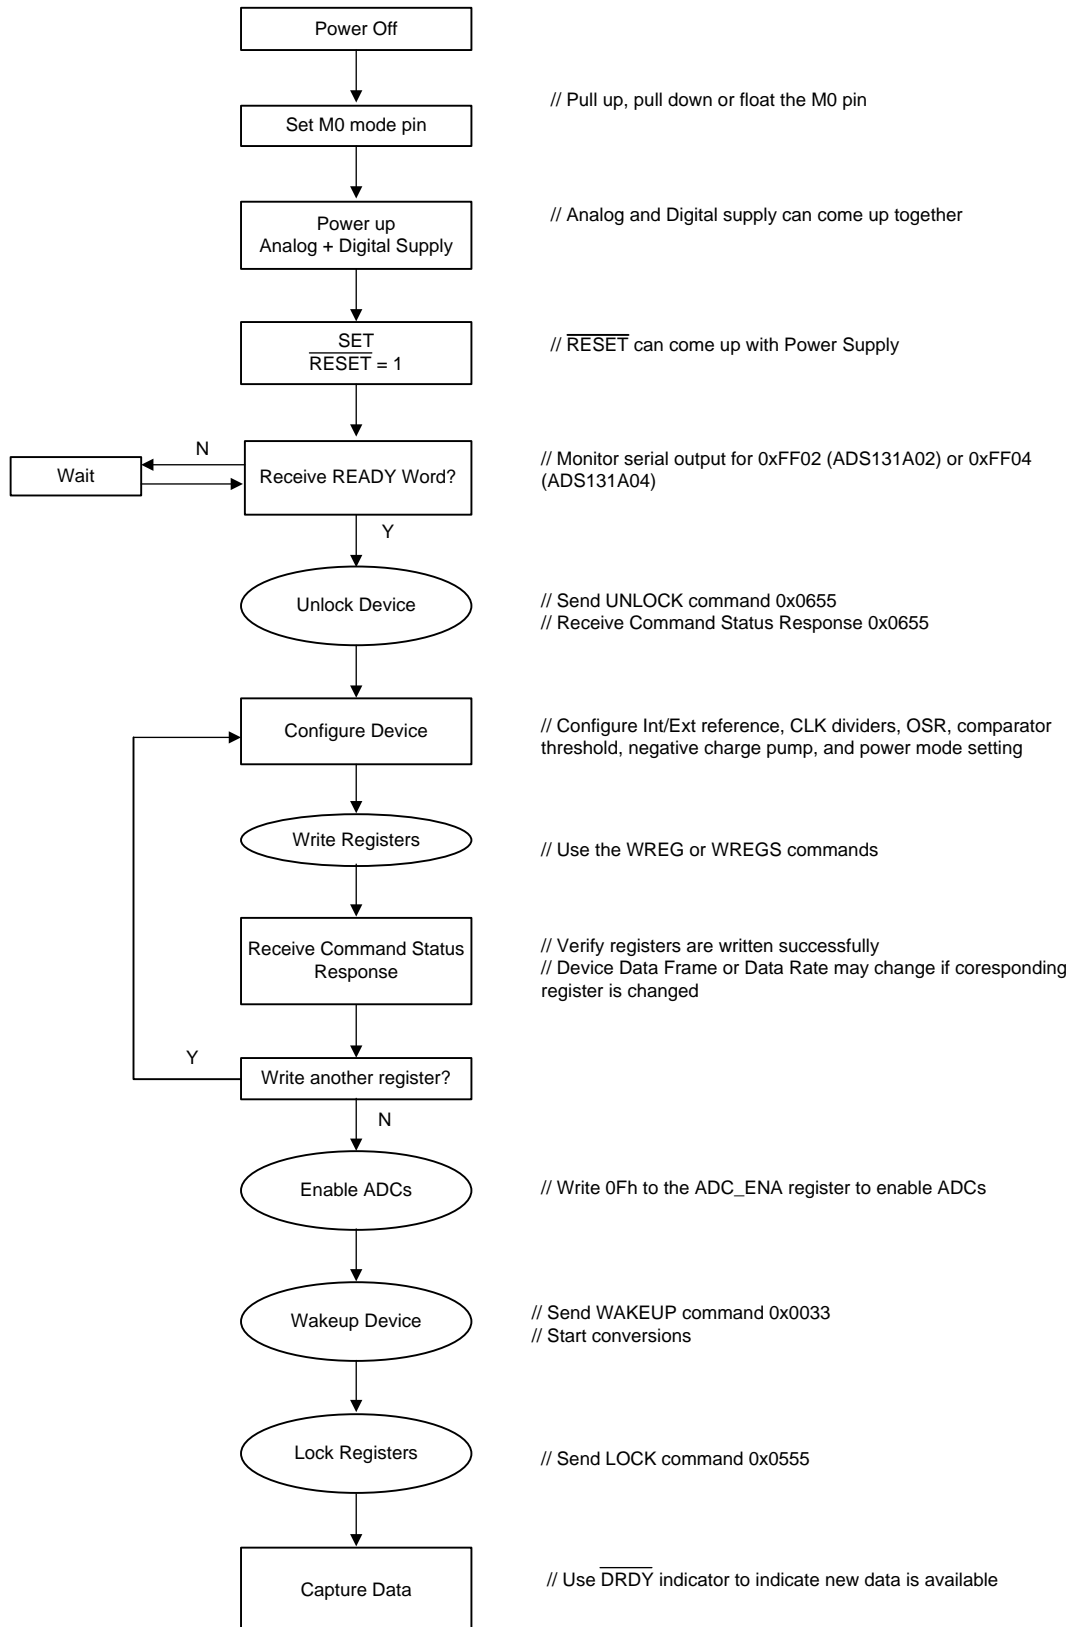 Power Off
// Pull up, pull down or float the M0 pin
Set M0 mode pin
// Analog and Digital supply can come up together
Power up
Analog + Digital Supply
SET
RESET = 1
// RESET can come up with Power Supply
N
Wait
Receive READY Word?
// Monitor serial output for 0xFF02 (ADS131A02) or 0xFF04
(ADS131A04)
Y
Unlock Device
// Send UNLOCK command 0x0655
// Receive Command Status Response 0x0655
Configure Device
// Configure Int/Ext reference, CLK dividers, OSR, comparator
threshold, negative charge pump, and power mode setting
Write Registers
// Use the WREG or WREGS commands
Receive Command Status
Response
// Verify registers are written successfully
// Device Data Frame or Data Rate may change if coresponding
register is changed
Y
Write another register?
N
Enable ADCs
// Write 0Fh to the ADC_ENA register to enable ADCs
Wakeup Device
// Send WAKEUP command 0x0033
// Start conversions
Lock Registers
// Send LOCK command 0x0555
Capture Data
// Use DRDY indicator to indicate new data is available